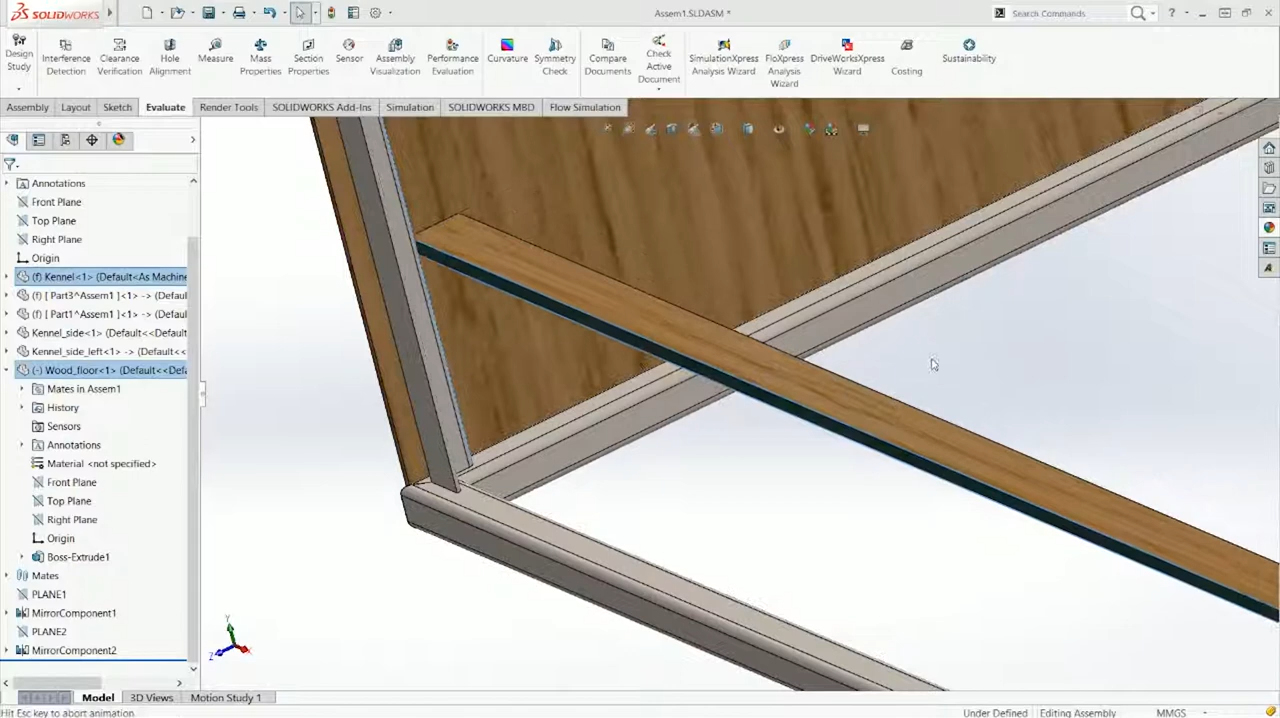 SOLIDWORKS
Assem1.SLDASM *
Search Commands
Design Study
Interference Detection
Clearance Verification
Hole Alignment
Measure
Mass Properties
Section Properties
Sensor
Assembly Visualization
Performance Evaluation
Curvature
Symmetry Check
Compare Documents
Check Active Document
SimulationXpress Analysis Wizard
FloXpress Analysis Wizard
DriveWorksXpress Wizard
Costing
Sustainability
Assembly
Layout
Sketch
Evaluate
Render Tools
SOLIDWORKS Add-Ins
Simulation
SOLIDWORKS MBD
Flow Simulation
Annotations
Front Plane
Top Plane
Right Plane
Origin
(f) Kennel<1> (Default<As Machine
(f) [ Part3^Assem1 ]<1> -> (Defaul
(f) [ Part1^Assem1 ]<1> -> (Defaul
Kennel_side<1> (Default<<Default
Kennel_side_left<1> -> (Default<<
(-) Wood_floor<1> (Default<<Defa
Mates in Assem1
History
Sensors
Annotations
Material <not specified>
Front Plane
Top Plane
Right Plane
Origin
Boss-Extrude1
Mates
PLANE1
MirrorComponent1
PLANE2
MirrorComponent2
Y
Z
X
Model
3D Views
Motion Study 1
Hit Esc key to abort animation
Under Defined
Editing Assembly
MMGS